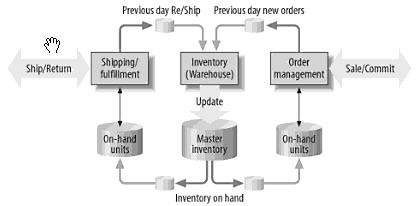 Previous day Re/Ship
Previous day new orders
Ship/Return
Shipping/
fulfillment
Inventory
(Warehouse)
Order
management
Sale/Commit
Update
On-hand
units
Master
inventory
On-hand
units
Inventory on hand